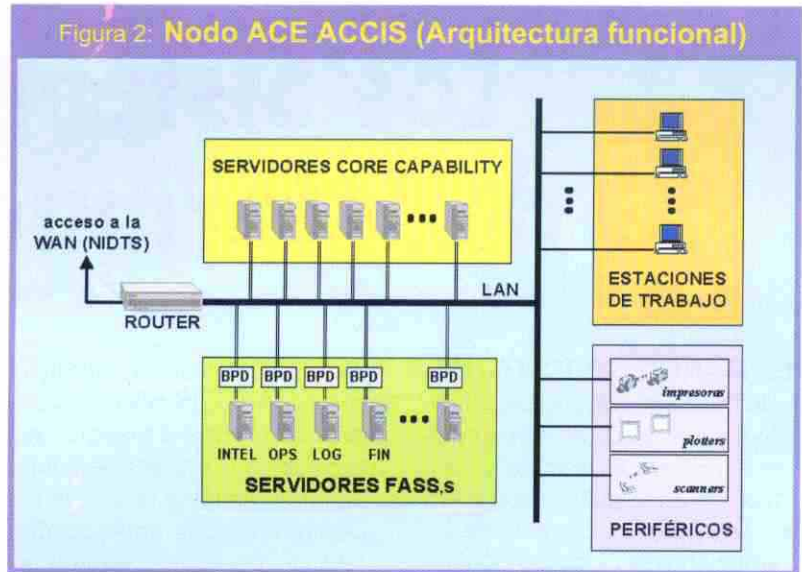 Figura 2: Nodo ACE ACCIS (Arquitectura funcional)
SERVIDORES CORE CAPABILITY
acceso a la
WAN (NIDTS)
ROUTER
LAN
BPD BPD BPD BPD BPD
INTEL OPS LOG FIN
SERVIDORES FASS,s
ESTACIONES
DE TRABAJO
impresoras
plotters
scanners
PERIFÉRICOS